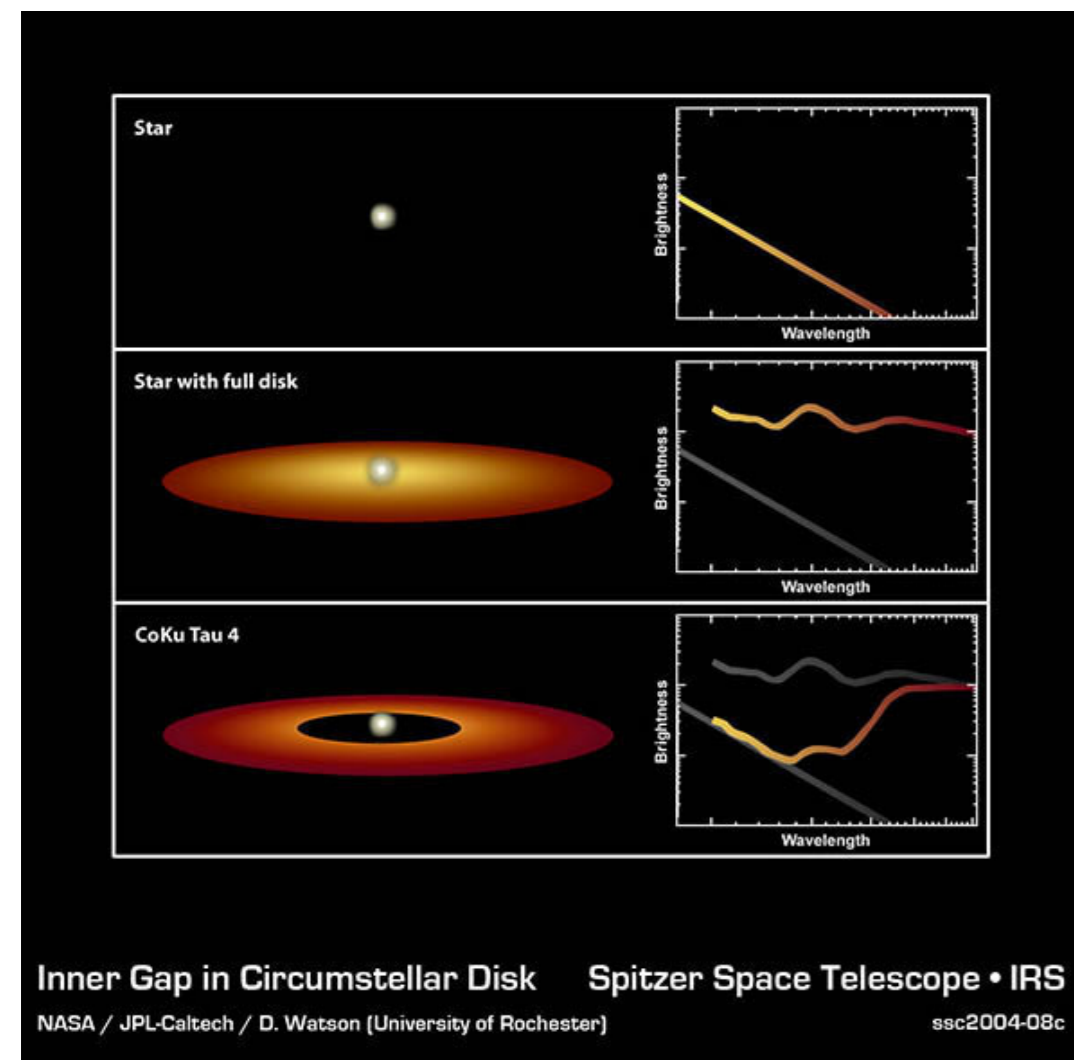 Star
Brightness
Wavelength
Star with full disk
Brightness
Wavelength
CoKu Tau 4
Brightness
Wavelength
Inner Gap in Circumstellar Disk Spitzer Space Telescope • IRS
NASA / JPL-Caltech / D. Watson (University of Rochester) ssc2004-08c